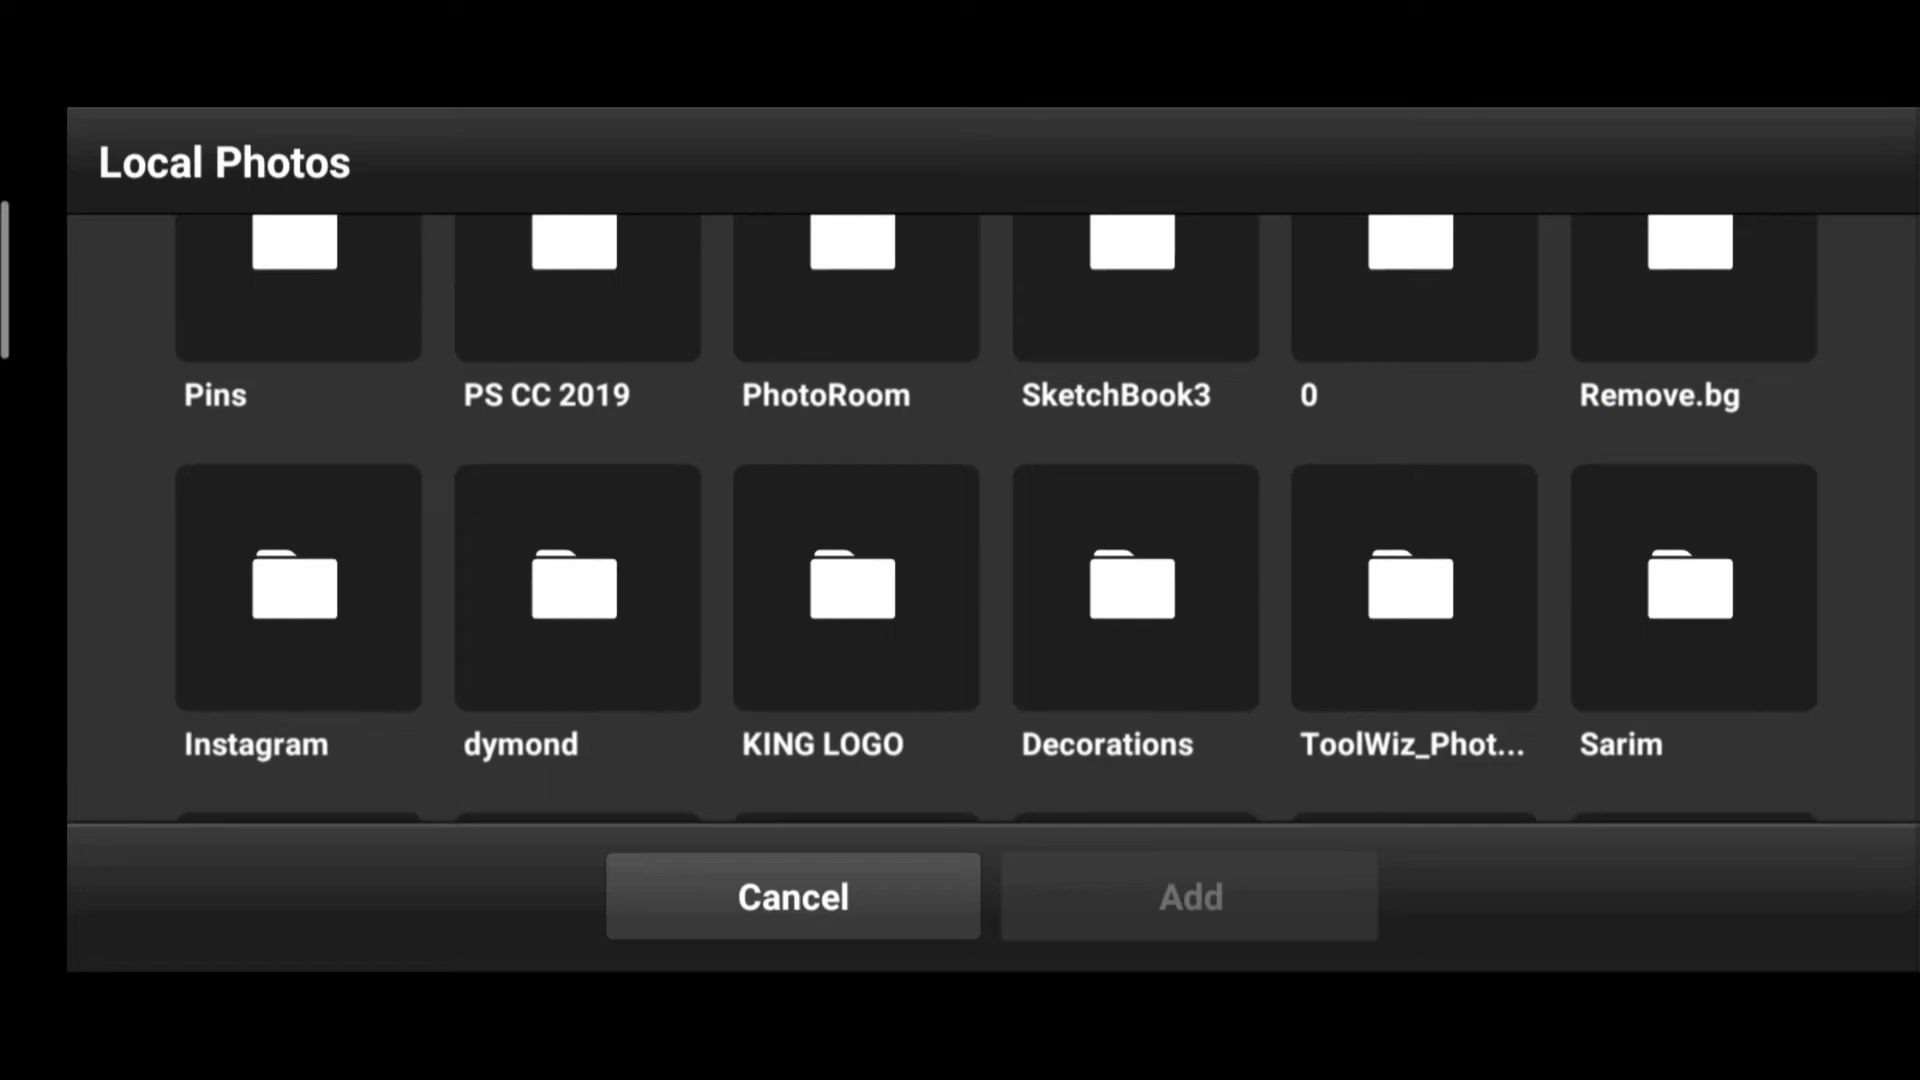 Local Photos
Pins
PS CC 2019
PhotoRoom
SketchBook3
0
Remove.bg
Instagram
dymond
KING LOGO
Decorations
ToolWiz_Phot...
Sarim
Cancel
Add